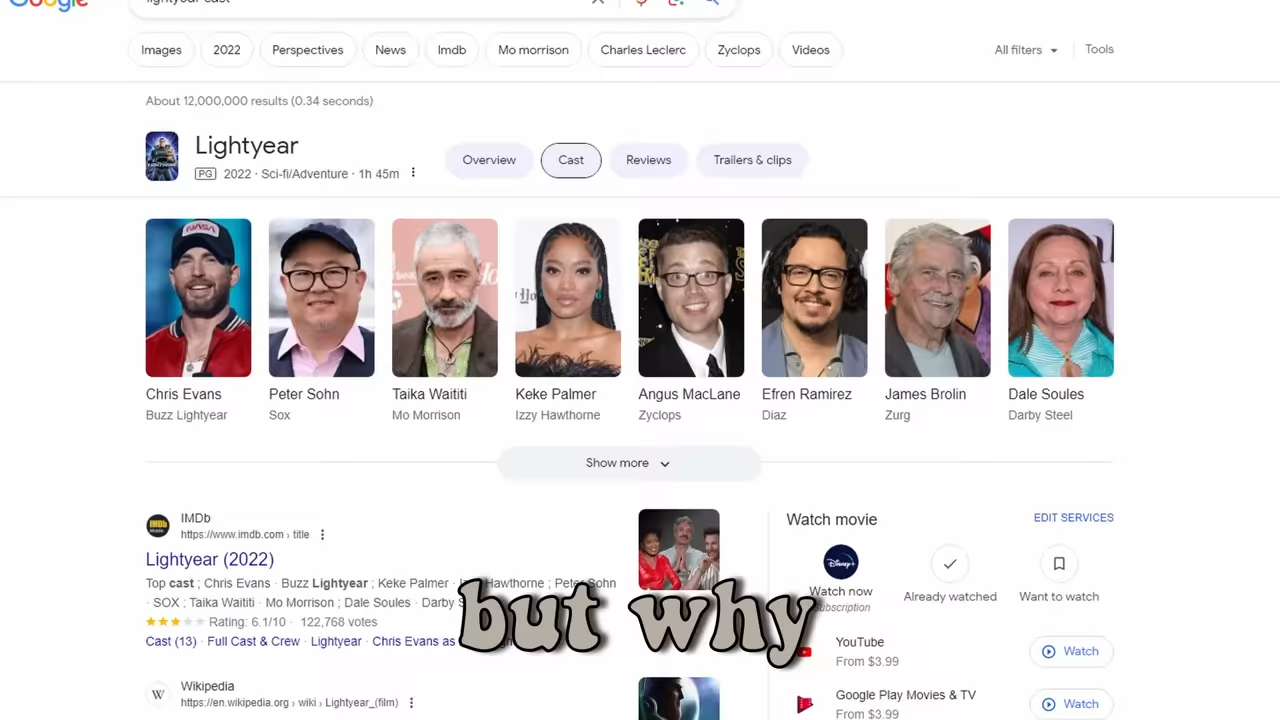 Google
lightyear cast
Images 2022 Perspectives News Imdb Mo morrison Charles Leclerc Zyclops Videos All filters Tools
About 12,000,000 results (0.34 seconds)
Lightyear
PG 2022 · Sci-fi/Adventure · 1h 45m
Overview Cast Reviews Trailers & clips
NASA
Chris Evans Peter Sohn Taika Waititi Keke Palmer Angus MacLane Efren Ramirez James Brolin Dale Soules
Buzz Lightyear Sox Mo Morrison Izzy Hawthorne Zyclops Diaz Zurg Darby Steel
Show more
IMDb
https://www.imdb.com › title
Lightyear (2022)
Top cast ; Chris Evans · Buzz Lightyear ; Keke Palmer · Hawthorne ; Peter Sohn
· SOX ; Taika Waititi · Mo Morrison ; Dale Soules · Darby
Rating: 6.1/10 · 122,768 votes
Cast (13) · Full Cast & Crew · Lightyear · Chris Evans as
but why
Wikipedia
https://en.wikipedia.org › wiki › Lightyear_(film)
Watch movie EDIT SERVICES
Disney+
Watch now Already watched Want to watch
YouTube
From $3.99
Watch
Google Play Movies & TV
From $3.99
Watch